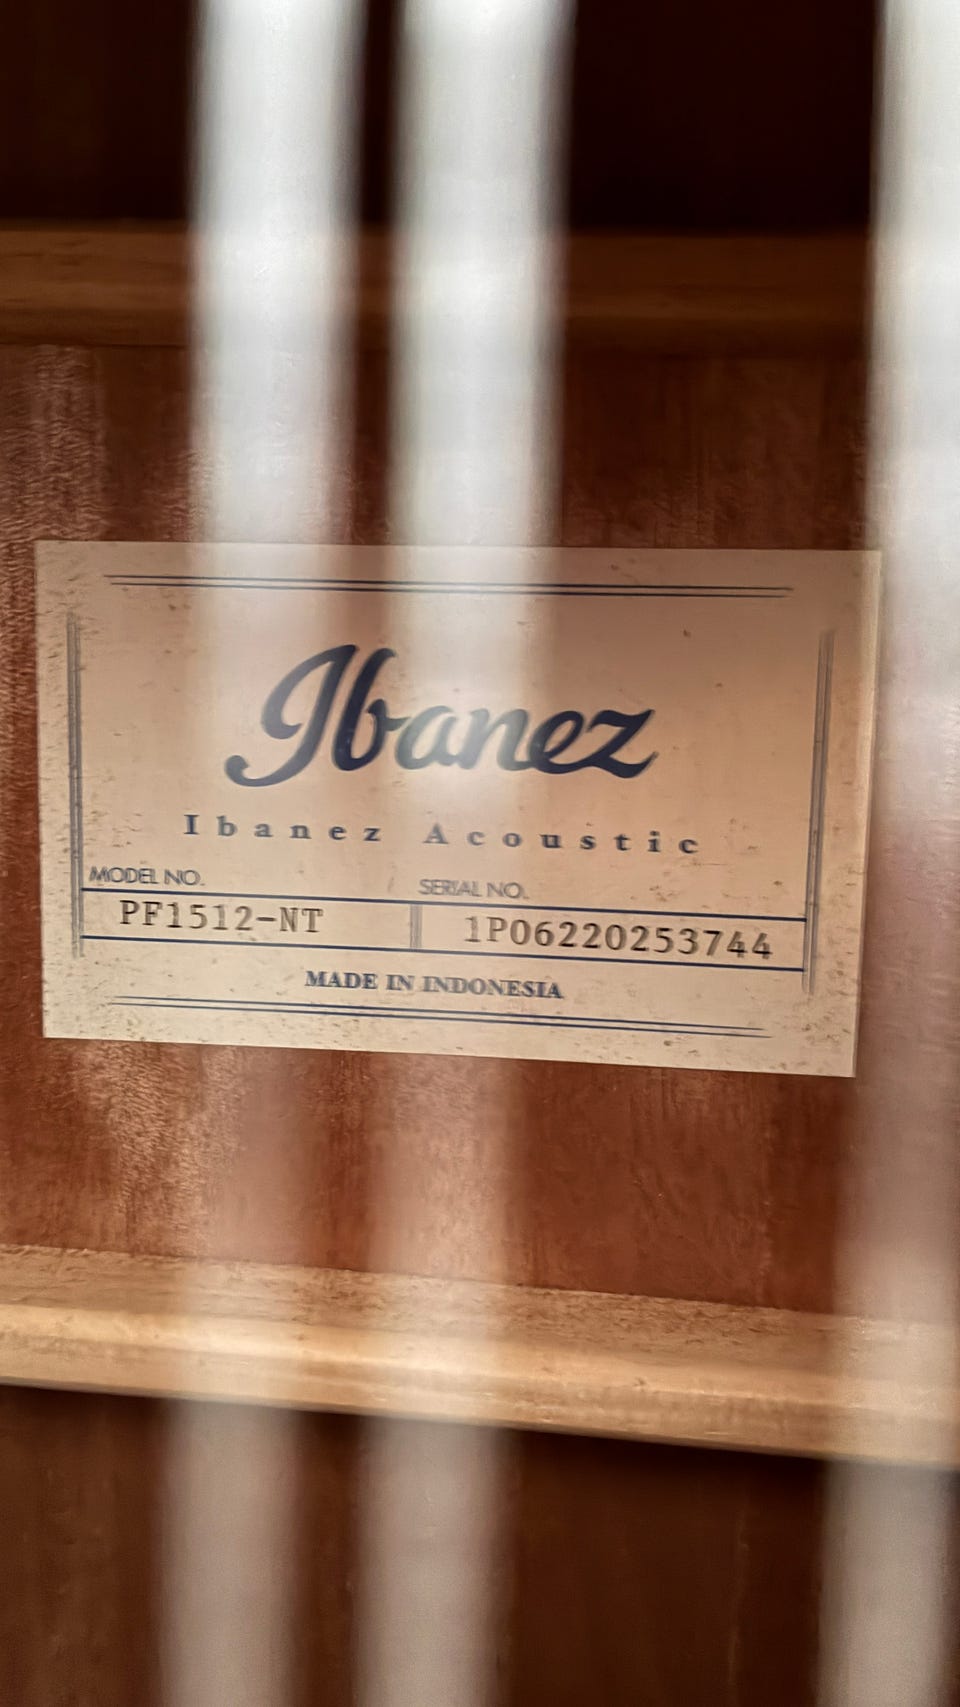 Ibanez
Ibanez Acoustic
MODEL NO. SERIAL NO.
PF1512-NT 1P06220253744
MADE IN INDONESIA